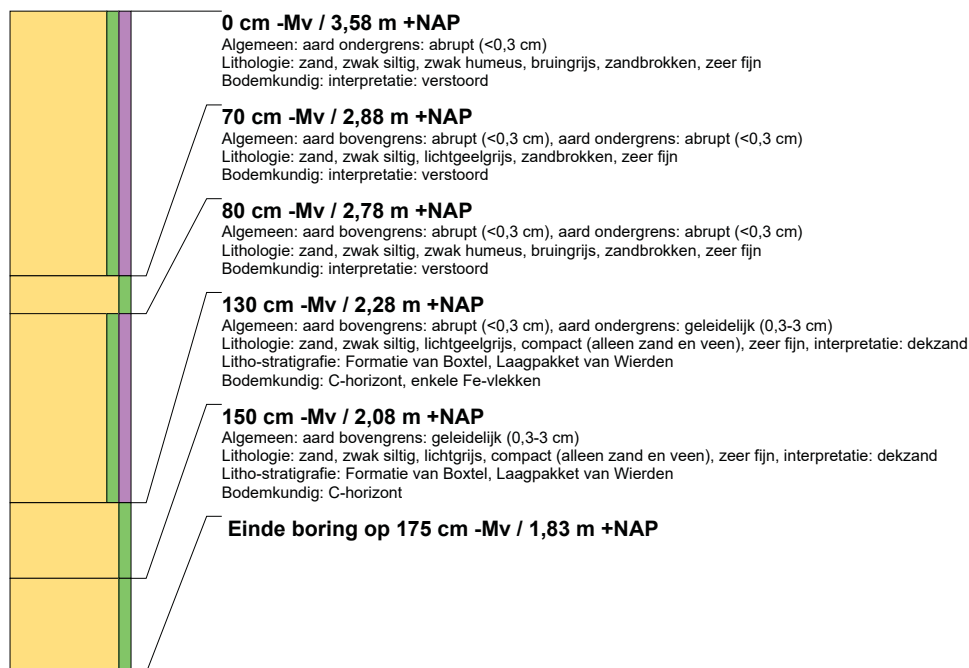 0 cm -Mv / 3,58 m +NAP
Algemeen: aard ondergrens: abrupt (<0,3 cm)
Lithologie: zand, zwak siltig, zwak humeus, bruingrijs, zandbrokken, zeer fijn
Bodemkundig: interpretatie: verstoord
70 cm -Mv / 2,88 m +NAP
Algemeen: aard bovengrens: abrupt (<0,3 cm), aard ondergrens: abrupt (<0,3 cm)
Lithologie: zand, zwak siltig, lichtgeelgrijs, zandbrokken, zeer fijn
Bodemkundig: interpretatie: verstoord
80 cm -Mv / 2,78 m +NAP
Algemeen: aard bovengrens: abrupt (<0,3 cm), aard ondergrens: abrupt (<0,3 cm)
Lithologie: zand, zwak siltig, zwak humeus, bruingrijs, zandbrokken, zeer fijn
Bodemkundig: interpretatie: verstoord
130 cm -Mv / 2,28 m +NAP
Algemeen: aard bovengrens: abrupt (<0,3 cm), aard ondergrens: geleidelijk (0,3-3 cm)
Lithologie: zand, zwak siltig, lichtgeelgrijs, compact (alleen zand en veen), zeer fijn, interpretatie: dekzand
Litho-stratigrafie: Formatie van Boxtel, Laagpakket van Wierden
Bodemkundig: C-horizont, enkele Fe-vlekken
150 cm -Mv / 2,08 m +NAP
Algemeen: aard bovengrens: geleidelijk (0,3-3 cm)
Lithologie: zand, zwak siltig, lichtgrijs, compact (alleen zand en veen), zeer fijn, interpretatie: dekzand
Litho-stratigrafie: Formatie van Boxtel, Laagpakket van Wierden
Bodemkundig: C-horizont
Einde boring op 175 cm -Mv / 1,83 m +NAP